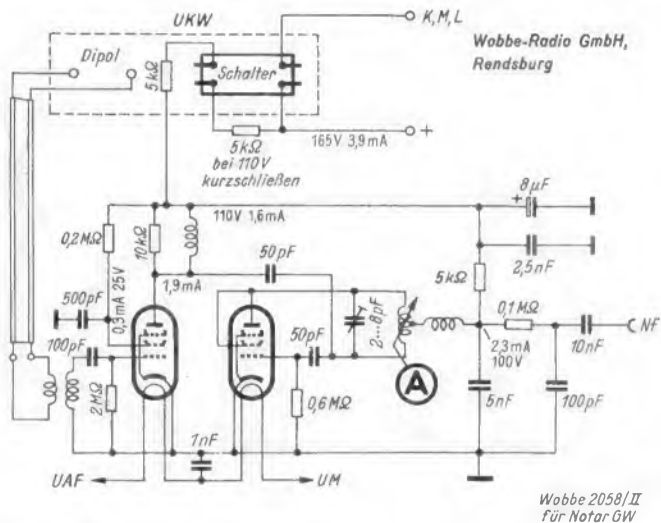 UKW
K, M, L
Wobbe-Radio GmbH,
Rendsburg
Dipol
5kΩ
Schalter
5kΩ
bei 110V
kurzschließen
165V 3,9mA
+
+
8µF
110V 1,6mA
0,2MΩ
10kΩ
50pF
2,5nF
5kΩ
0,3mA 25V
1,9mA
500pF
2...8pF
0,1MΩ
Nf
100pF
50pF
2,3mA
100V
10nF
A
2MΩ
0,6MΩ
5nF
100pF
1nF
UAF
UM
Wobbe 2058/II
für Notar GW